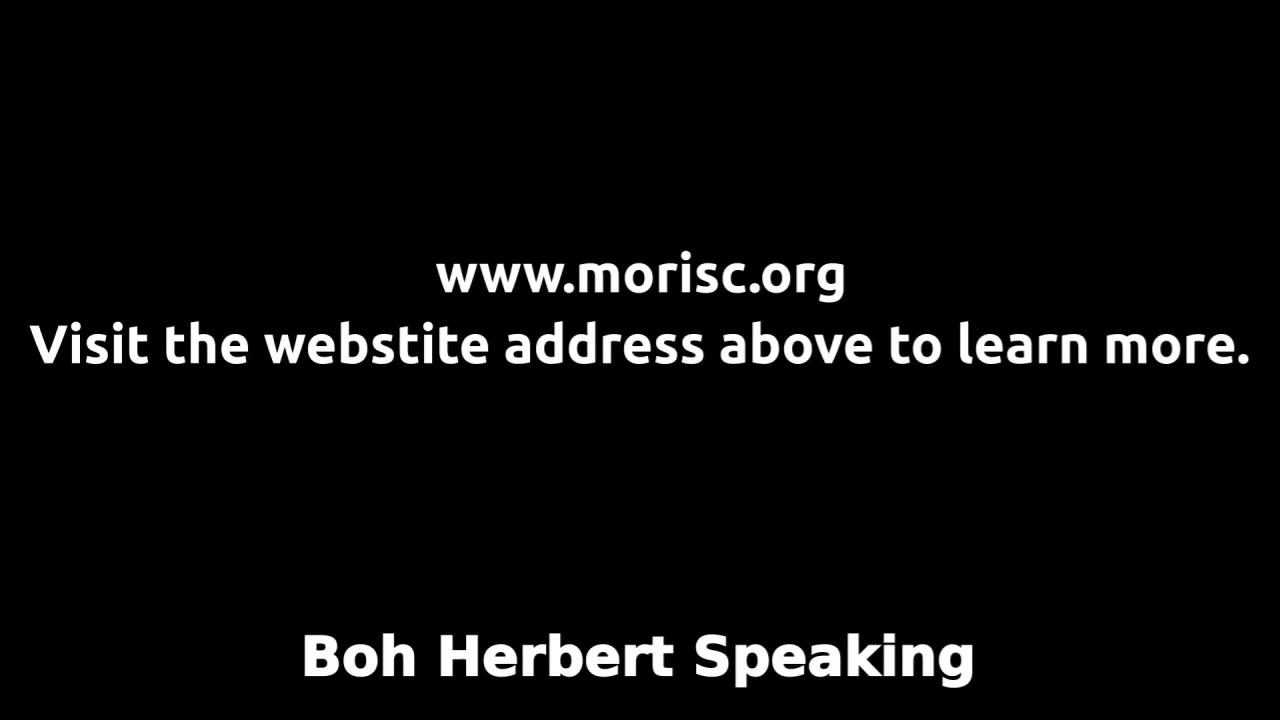 www.morisc.org
Visit the webstite address above to learn more.
Boh Herbert Speaking